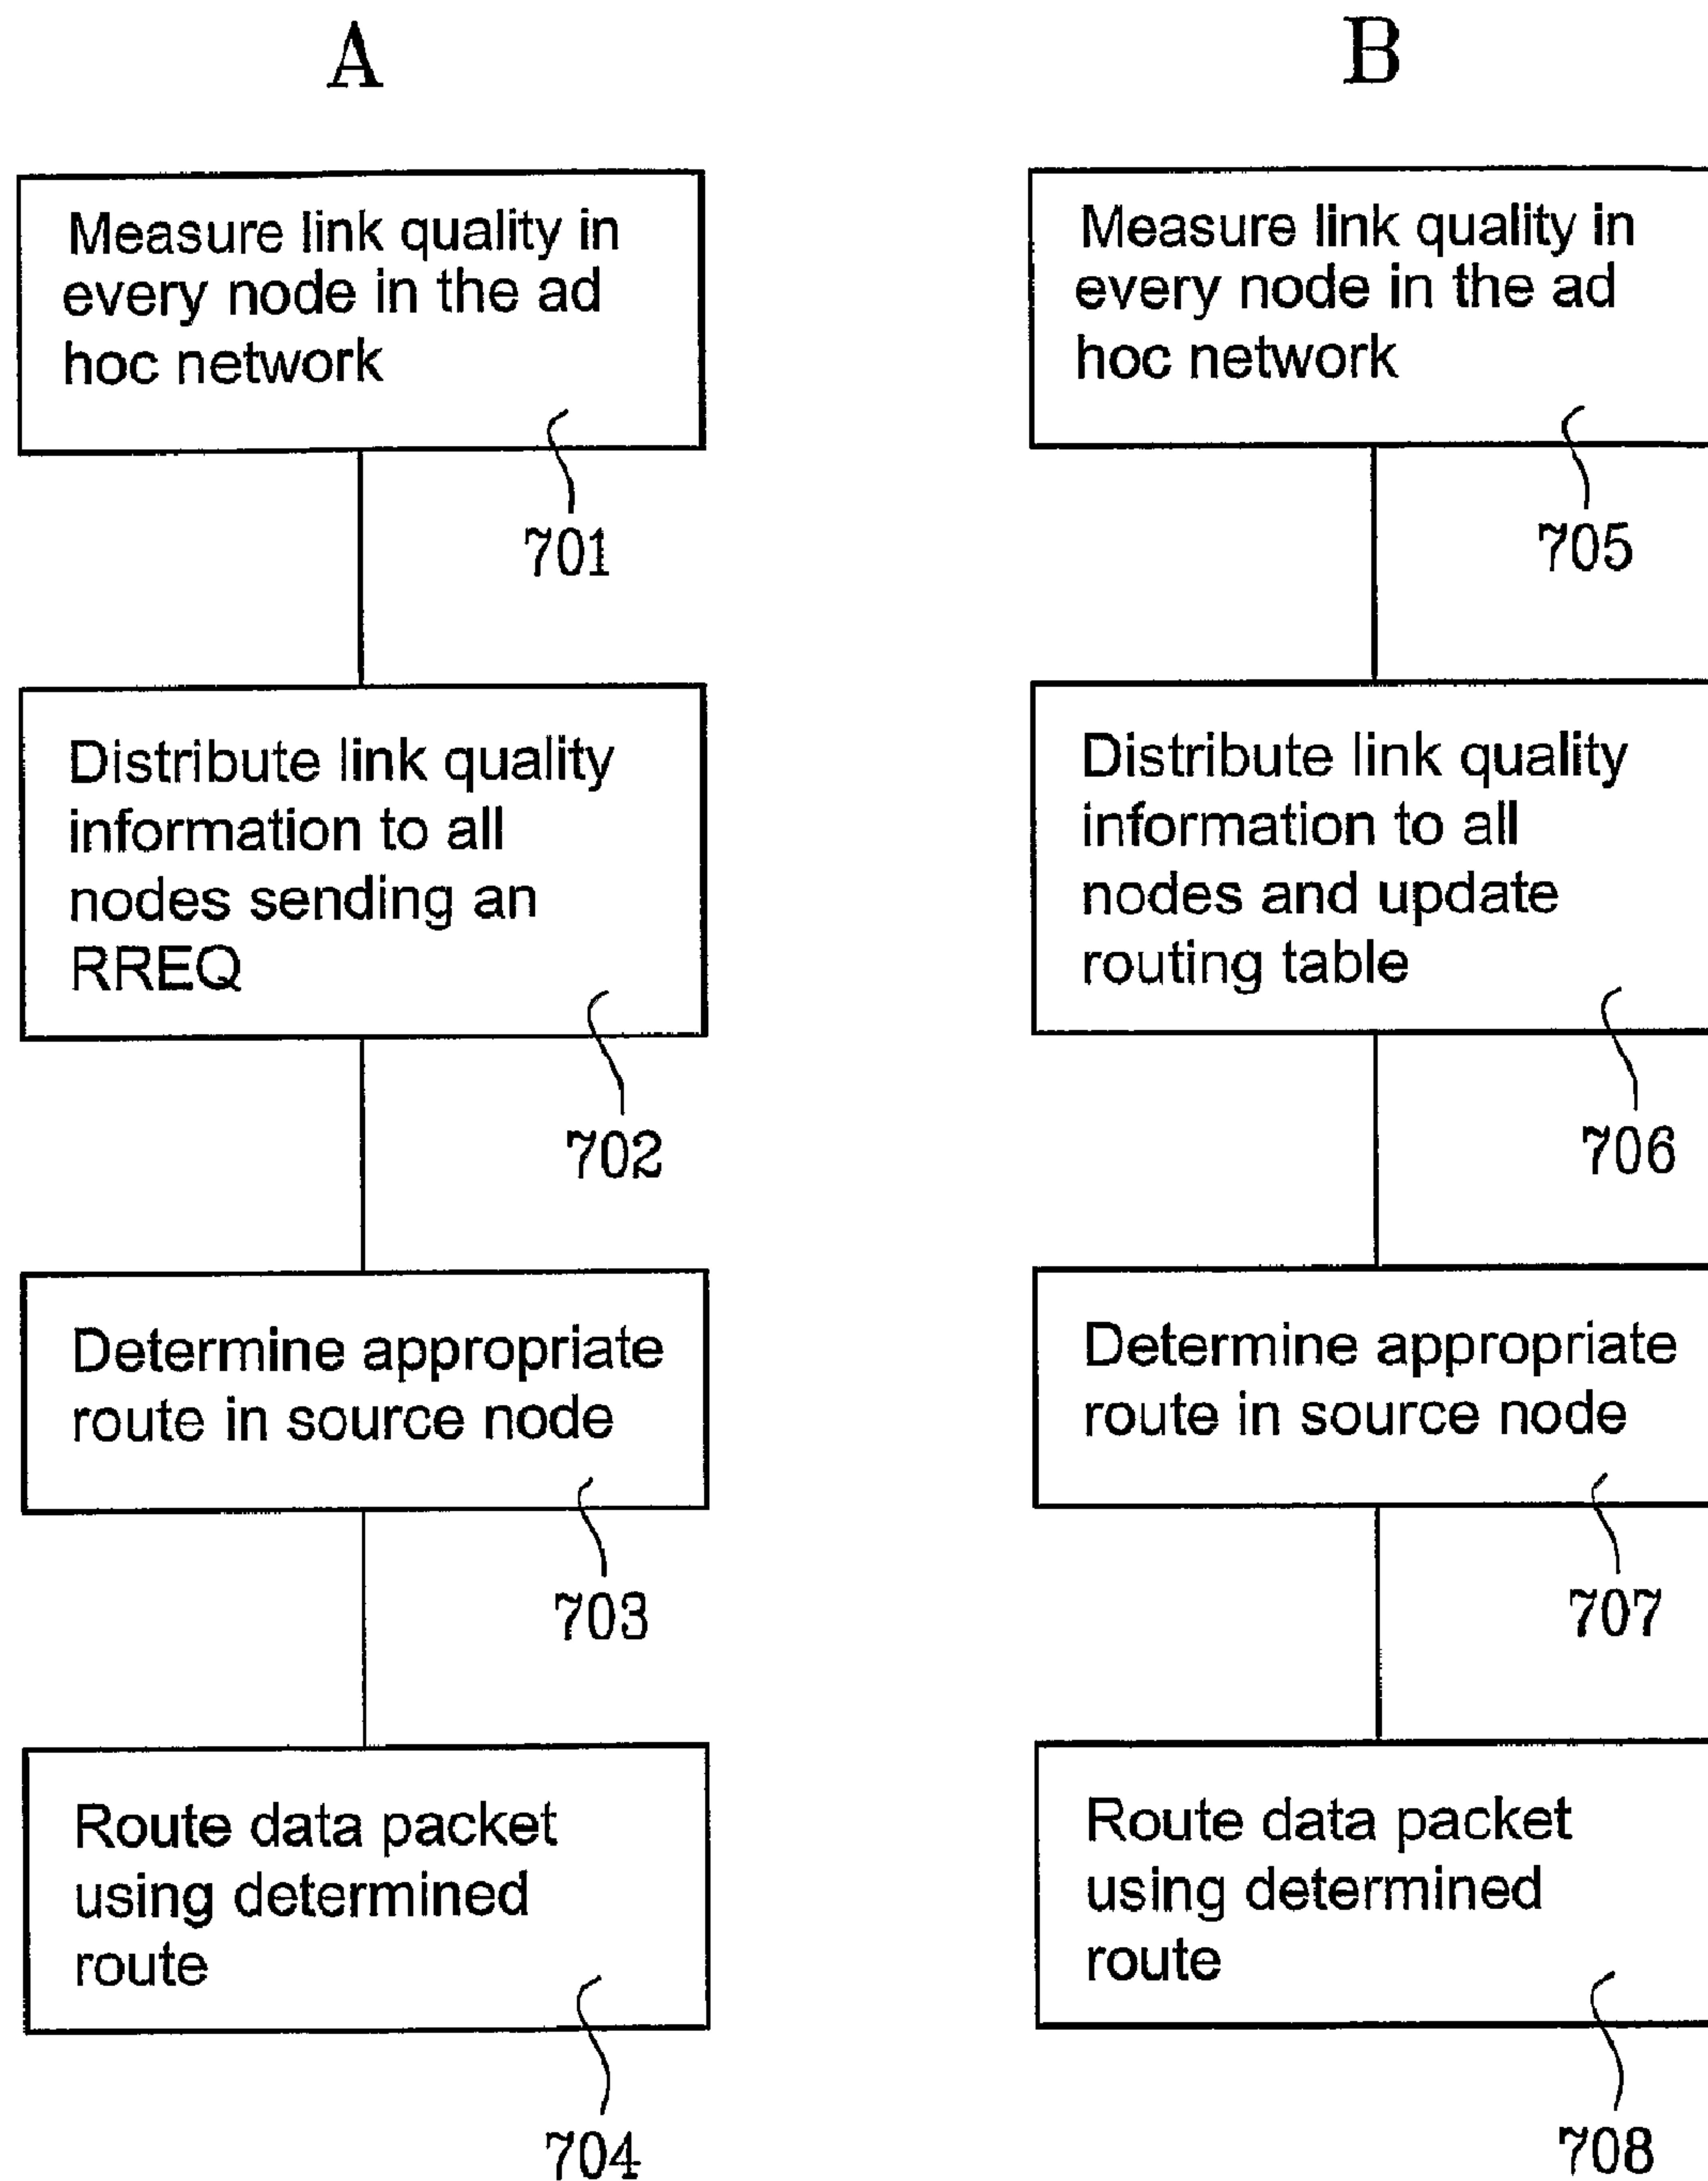 A
Measure link quality in
every node in the ad
hoc network
701
Distribute link quality
information to all
nodes sending an
RREQ
702
Determine appropriate
route in source node
703
Route data packet
using determined
route
704
B
Measure link quality in
every node in the ad
hoc network
705
Distribute link quality
information to all
nodes and update
routing table
706
Determine appropriate
route in source node
707
Route data packet
using determined
route
708